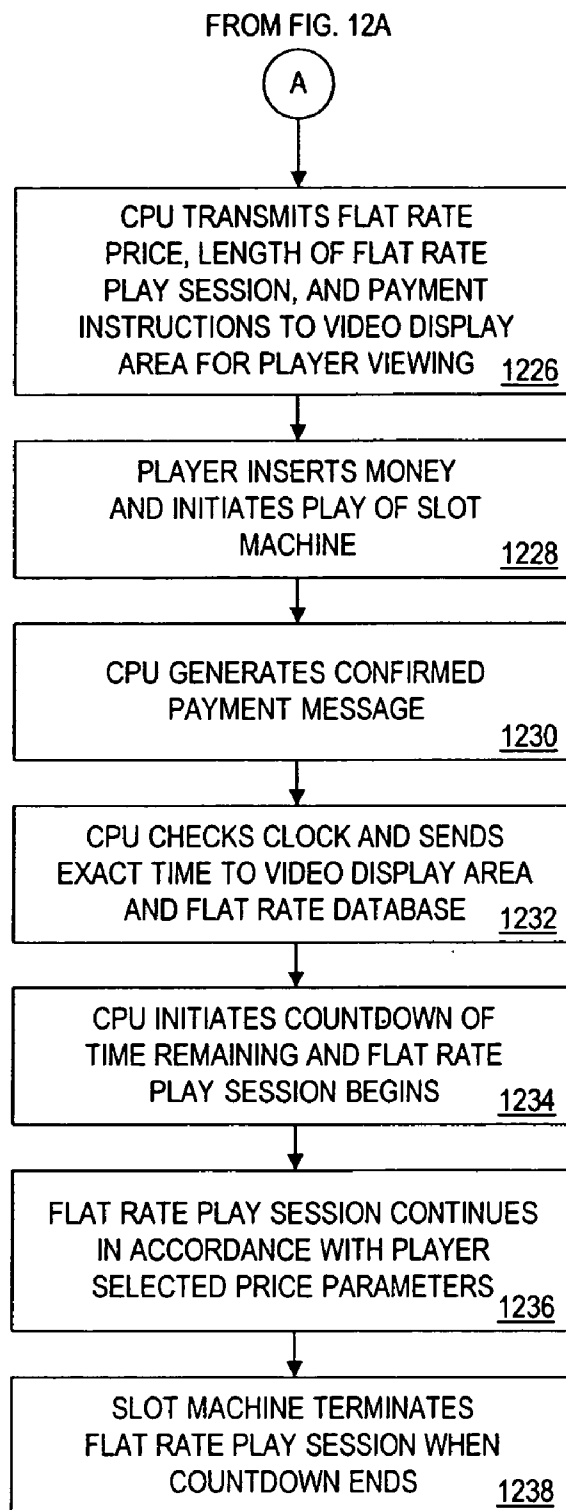 FROM FIG. 12A
A
CPU TRANSMITS FLAT RATE
PRICE, LENGTH OF FLAT RATE
PLAY SESSION, AND PAYMENT
INSTRUCTIONS TO VIDEO DISPLAY
AREA FOR PLAYER VIEWING 1226
PLAYER INSERTS MONEY
AND INITIATES PLAY OF SLOT
MACHINE 1228
CPU GENERATES CONFIRMED
PAYMENT MESSAGE
1230
CPU CHECKS CLOCK AND SENDS
EXACT TIME TO VIDEO DISPLAY AREA
AND FLAT RATE DATABASE 1232
CPU INITIATES COUNTDOWN OF
TIME REMAINING AND FLAT RATE
PLAY SESSION BEGINS 1234
FLAT RATE PLAY SESSION CONTINUES
IN ACCORDANCE WITH PLAYER
SELECTED PRICE PARAMETERS 1236
SLOT MACHINE TERMINATES
FLAT RATE PLAY SESSION WHEN
COUNTDOWN ENDS 1238